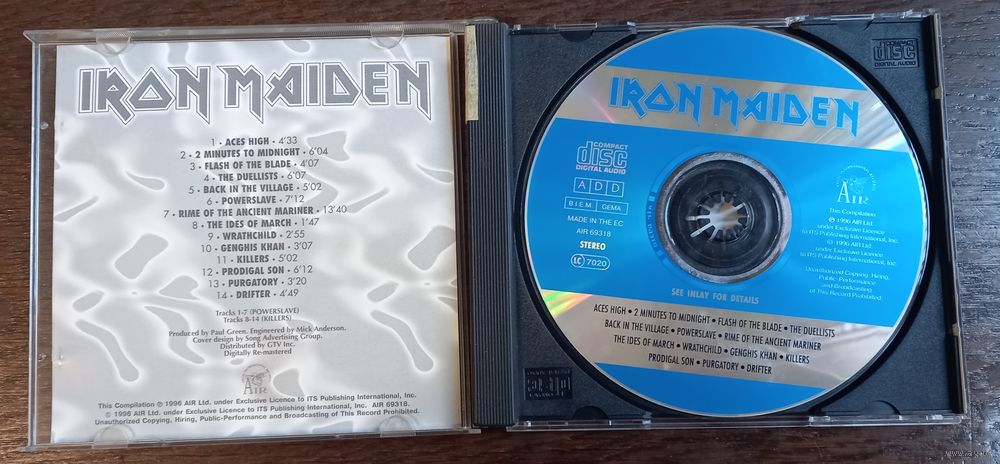 IRON MAIDEN
1 · ACES HIGH · 4'33
2 · 2 MINUTES TO MIDNIGHT · 6'04
3 · FLASH OF THE BLADE · 4'07
4 · THE DUELLISTS · 6'07
5 · BACK IN THE VILLAGE · 5'02
6 · POWERSLAVE · 7'12
7 · RIME OF THE ANCIENT MARINER · 13'40
8 · THE IDES OF MARCH · 1'47
9 · WRATHCHILD · 2'55
10 · GENGHIS KHAN · 3'07
11 · KILLERS · 5'02
12 · PRODIGAL SON · 6'12
13 · PURGATORY · 3'20
14 · DRIFTER · 4'49
Tracks 1-7 (POWERSLAVE)
Tracks 8-14 (KILLERS)
Produced by Paul Green. Engineered by Mick Anderson.
Cover design by Song Advertising Group.
Distributed by GTV Inc.
Digitally Re-mastered
AIR
This Compilation ℗ 1996 AIR Ltd. under Exclusive Licence to ITS Publishing International, Inc.
© 1996 AIR Ltd. under Exclusive Licence to ITS Publishing International, Inc. AIR 69318.
Unauthorized Copying, Hiring, Public-Performance and Broadcasting of This Record Prohibited.
disc
DIGITAL AUDIO
IRON MAIDEN
COMPACT
disc
DIGITAL AUDIO
A D D
BIEM GEMA
MADE IN THE EC
AIR 69318
STEREO
LC 7020
AIR
This Compilation
℗ 1996 AIR Ltd.
under Exclusive Licence
to ITS Publishing International, Inc.
© 1996 AIR Ltd.
under Exclusive Licence
to ITS Publishing International, Inc.
Unauthorized Copying, Hiring,
Public-Performance
and Broadcasting
of This Record Prohibited.
SEE INLAY FOR DETAILS
ACES HIGH • 2 MINUTES TO MIDNIGHT • FLASH OF THE BLADE • THE DUELLISTS
BACK IN THE VILLAGE • POWERSLAVE • RIME OF THE ANCIENT MARINER
THE IDES OF MARCH • WRATHCHILD • GENGHIS KHAN • KILLERS
PRODIGAL SON • PURGATORY • DRIFTER
disc